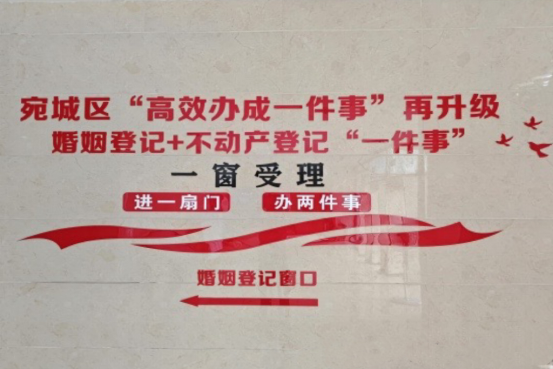 宛城区“高效办成一件事”再升级
婚姻登记+不动产登记“一件事”
一窗受理
进一扇门 办两件事
婚姻登记窗口